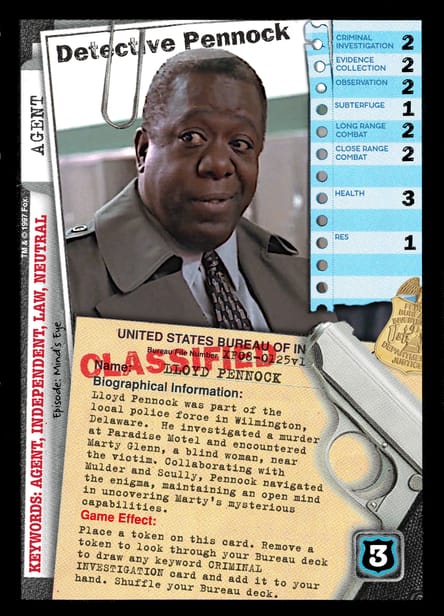 Detective Pennock
AGENT
TM & © 1997 Fox.
KEYWORDS: AGENT, INDEPENDENT, LAW, NEUTRAL
Episode: Mind's Eye
CRIMINAL
INVESTIGATION 2
EVIDENCE
COLLECTION 2
OBSERVATION 2
SUBTERFUGE 1
LONG RANGE
COMBAT 2
CLOSE RANGE
COMBAT 2
HEALTH 3
RES 1
UNITED STATES BUREAU OF IN
Bureau File Number XP08-0125v1
CLASSIFIED
Name: LLOYD PENNOCK
Biographical Information:
Lloyd Pennock was part of the
local police force in Wilmington,
Delaware. He investigated a murder
at Paradise Motel and encountered
Marty Glenn, a blind woman, near
the victim. Collaborating with
Mulder and Scully, Pennock navigated
the enigma, maintaining an open mind
in uncovering Marty's mysterious
capabilities.
Game Effect:
Place a token on this card. Remove a
token to look through your Bureau deck
to draw any keyword CRIMINAL
INVESTIGATION card and add it to your
hand. Shuffle your Bureau deck.
3